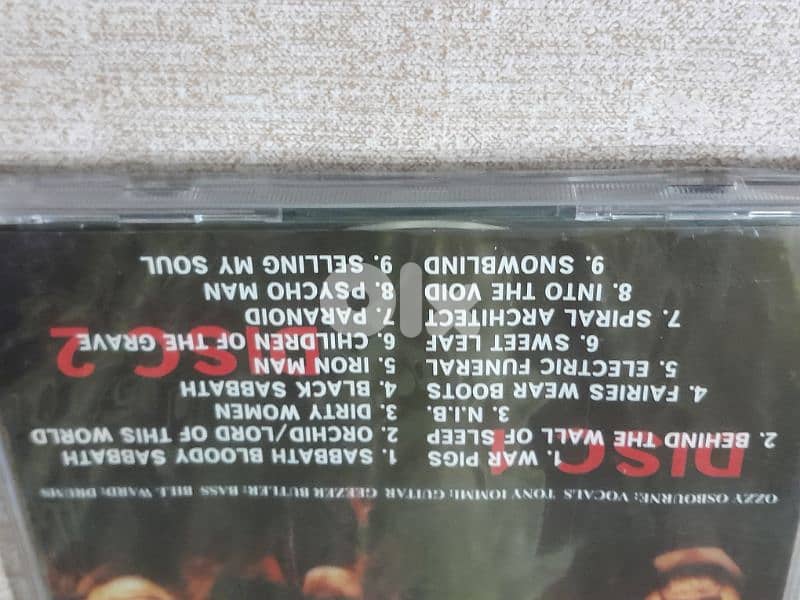 OZZY OSBOURNE: VOCALS TONY IOMMI: GUITAR GEEZER BUTLER: BASS BILL WARD: DRUMS
DISC 1
1. WAR PIGS
2. BEHIND THE WALL OF SLEEP
3. N.I.B.
4. FAIRIES WEAR BOOTS
5. ELECTRIC FUNERAL
6. SWEET LEAF
7. SPIRAL ARCHITECT
8. INTO THE VOID
9. SNOWBLIND
DISC 2
1. SABBATH BLOODY SABBATH
2. ORCHID/LORD OF THIS WORLD
3. DIRTY WOMEN
4. BLACK SABBATH
5. IRON MAN
6. CHILDREN OF THE GRAVE
7. PARANOID
8. PSYCHO MAN
9. SELLING MY SOUL
OLX